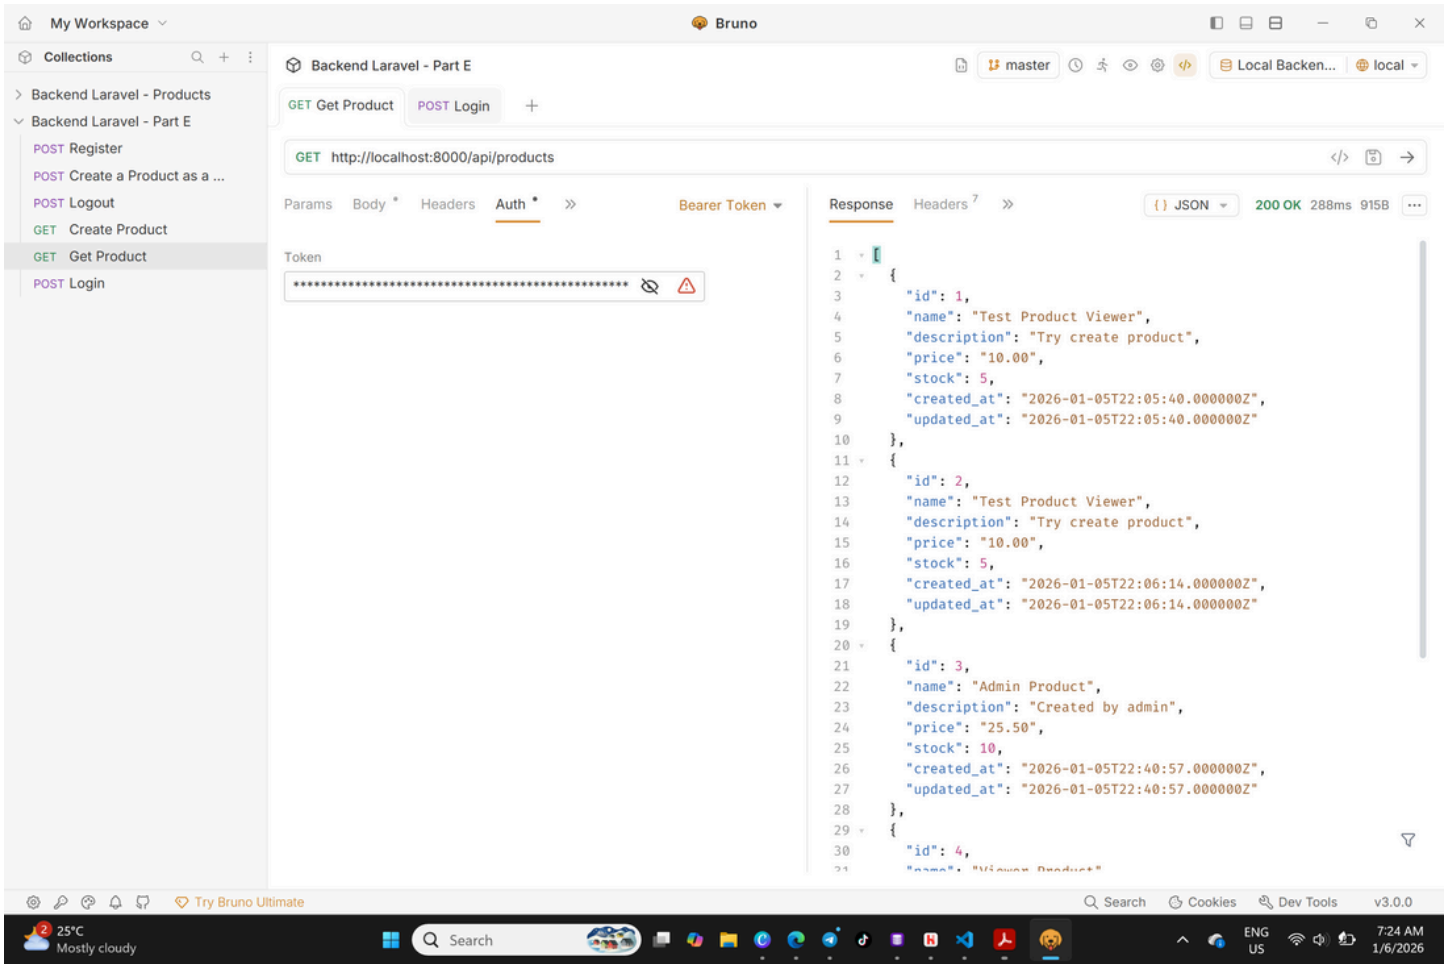 My Workspace
Bruno
Collections
Backend Laravel - Products
Backend Laravel - Part E
POST Register
POST Create a Product as a ...
POST Logout
GET Create Product
GET Get Product
POST Login
Backend Laravel - Part E
master
Local Backen...
local
GET Get Product
POST Login
GET http://localhost:8000/api/products
Params
Body
Headers
Auth
Bearer Token
Token
*************************************************
Response
Headers 7
{ } JSON
200 OK 288ms 915B
1 [
2 {
3 "id": 1,
4 "name": "Test Product Viewer",
5 "description": "Try create product",
6 "price": "10.00",
7 "stock": 5,
8 "created_at": "2026-01-05T22:05:40.000000Z",
9 "updated_at": "2026-01-05T22:05:40.000000Z"
10 },
11 {
12 "id": 2,
13 "name": "Test Product Viewer",
14 "description": "Try create product",
15 "price": "10.00",
16 "stock": 5,
17 "created_at": "2026-01-05T22:06:14.000000Z",
18 "updated_at": "2026-01-05T22:06:14.000000Z"
19 },
20 {
21 "id": 3,
22 "name": "Admin Product",
23 "description": "Created by admin",
24 "price": "25.50",
25 "stock": 10,
26 "created_at": "2026-01-05T22:40:57.000000Z",
27 "updated_at": "2026-01-05T22:40:57.000000Z"
28 },
29 {
30 "id": 4,
31 "name": "Viewer Product"
Try Bruno Ultimate
Search
Cookies
Dev Tools
v3.0.0
2
25°C
Mostly cloudy
Search
ENG
US
7:24 AM
1/6/2026